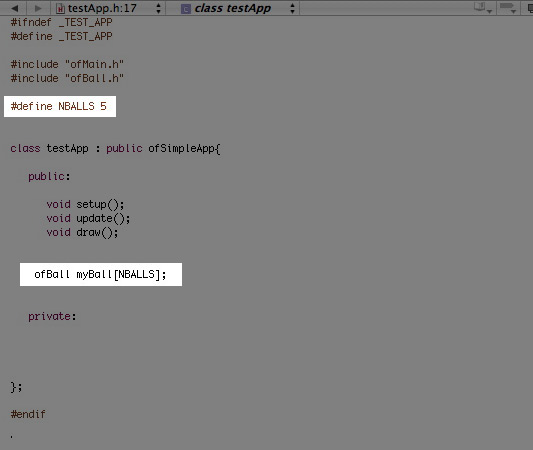 testApp.h:17 class testApp
#ifndef _TEST_APP
#define _TEST_APP
#include "ofMain.h"
#include "ofBall.h"
#define NBALLS 5
class testApp : public ofSimpleApp{
public:
void setup();
void update();
void draw();
ofBall myBall[NBALLS];
private:
};
#endif